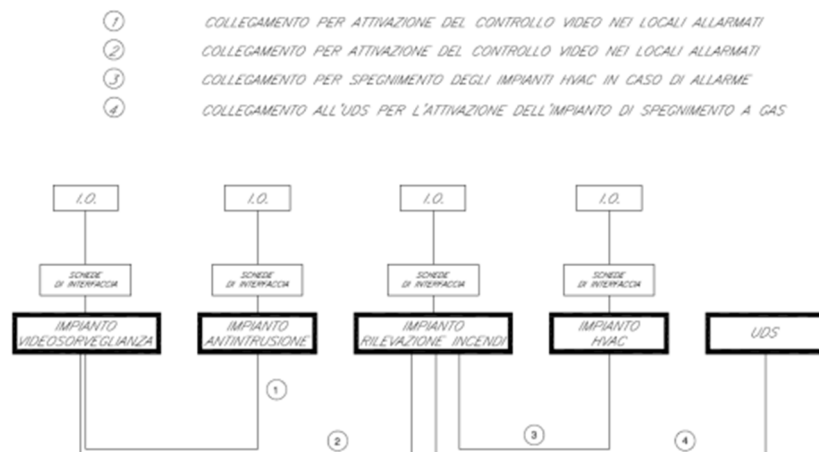 1 COLLEGAMENTO PER ATTIVAZIONE DEL CONTROLLO VIDEO NEI LOCALI ALLARMATI
2 COLLEGAMENTO PER ATTIVAZIONE DEL CONTROLLO VIDEO NEI LOCALI ALLARMATI
3 COLLEGAMENTO PER SPEGNIMENTO DEGLI IMPIANTI HVAC IN CASO DI ALLARME
4 COLLEGAMENTO ALL'UDS PER L'ATTIVAZIONE DELL'IMPIANTO DI SPEGNIMENTO A GAS
I.O. I.O. I.O. I.O.
SCHEDE SCHEDE SCHEDE SCHEDE
DI INTERFACCIA DI INTERFACCIA DI INTERFACCIA DI INTERFACCIA
IMPIANTO IMPIANTO IMPIANTO IMPIANTO UDS
VIDEOSORVEGLIANZA ANTINTRUSIONE RILEVAZIONE INCENDI HVAC
1
2 3 4